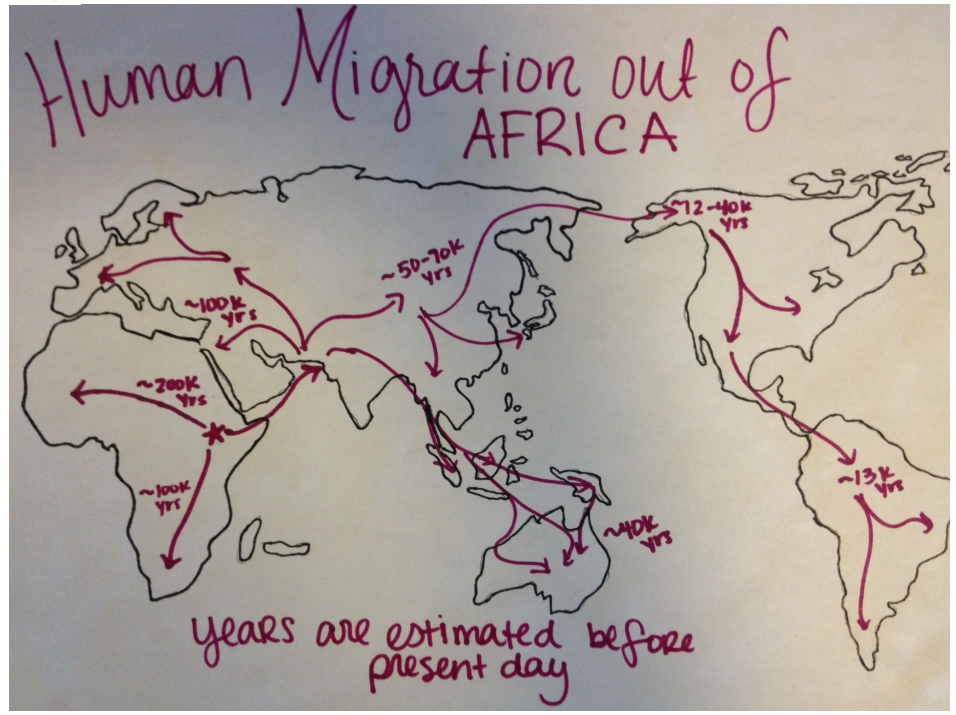 Human Migration out of
AFRICA
~12-40K
yrs
~50-70K
yrs
~100K
yrs
~200K
yrs
~13K
yrs
~100K
yrs
~40K
yrs
years are estimated before
present day